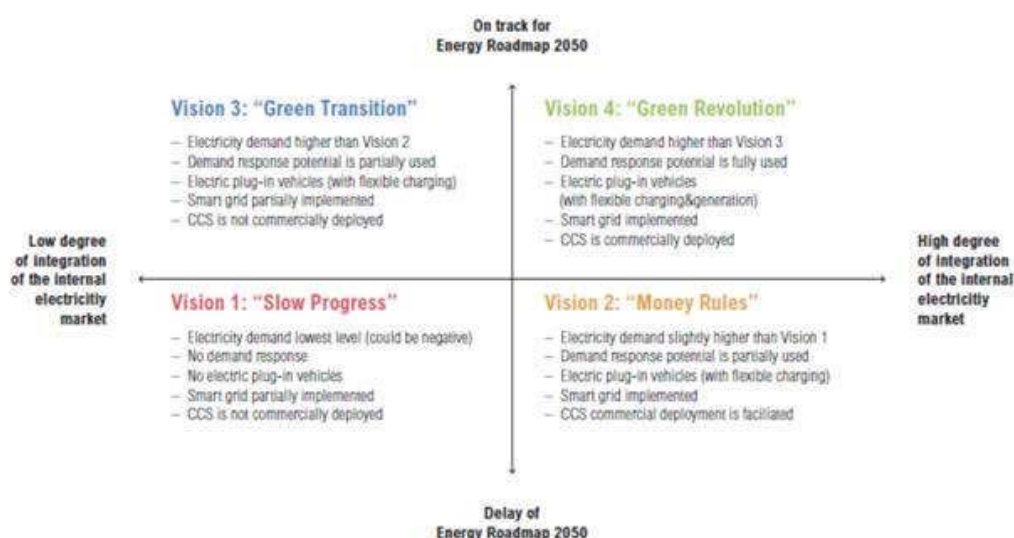 On track for
Energy Roadmap 2050
Vision 3: “Green Transition”
– Electricity demand higher than Vision 2
– Demand response potential is partially used
– Electric plug-in vehicles (with flexible charging)
– Smart grid partially implemented
– CCS is not commercially deployed
Vision 4: “Green Revolution”
– Electricity demand higher than Vision 3
– Demand response potential is fully used
– Electric plug-in vehicles
(with flexible charging&generation)
– Smart grid implemented
– CCS is commercially deployed
Low degree
of integration
of the internal
electricitiy
market
High degree
of integration
of the internal
electricity
market
Vision 1: “Slow Progress”
– Electricity demand lowest level (could be negative)
– No demand response
– No electric plug-in vehicles
– Smart grid partially implemented
– CCS is not commercially deployed
Vision 2: “Money Rules”
– Electricity demand slightly higher than Vision 1
– Demand response potential is partially used
– Electric plug-in vehicles (with flexible charging)
– Smart grid implemented
– CCS commercial deployment is faciliated
Delay of
Energy Roadmap 2050